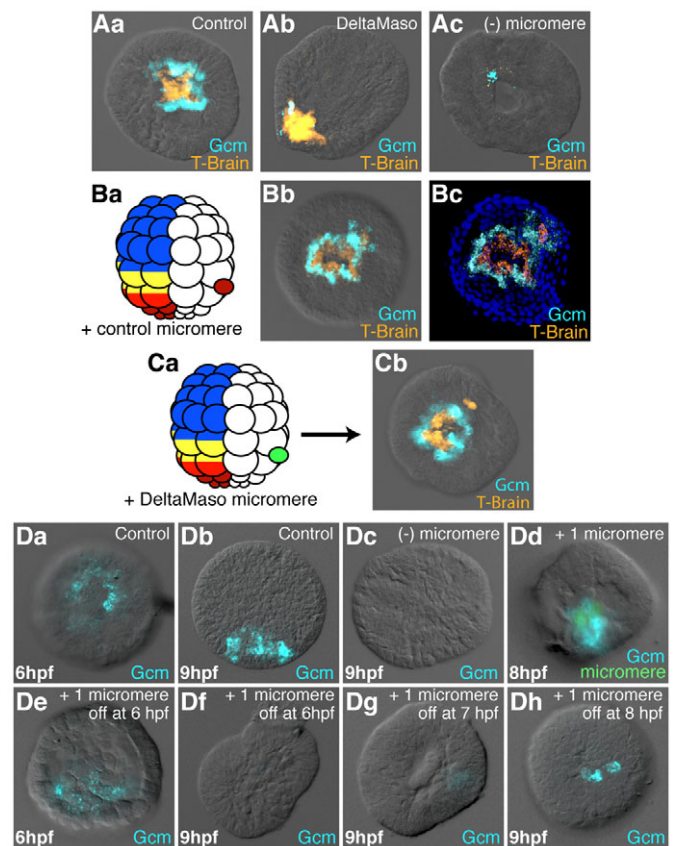 Aa Control
Gcm
T-Brain
Ab DeltaMaso
Gcm
T-Brain
Ac (-) micromere
Gcm
T-Brain
Ba
+ control micromere
Bb
Gcm
T-Brain
Bc
Gcm
T-Brain
Ca
+ DeltaMaso micromere
Cb
Gcm
T-Brain
Da Control
6hpf Gcm
Db Control
9hpf Gcm
Dc (-) micromere
9hpf Gcm
Dd + 1 micromere
Gcm
8hpf micromere
De + 1 micromere
off at 6 hpf
6hpf Gcm
Df + 1 micromere
off at 6hpf
9hpf Gcm
Dg + 1 micromere
off at 7 hpf
9hpf Gcm
Dh + 1 micromere
off at 8 hpf
9hpf Gcm